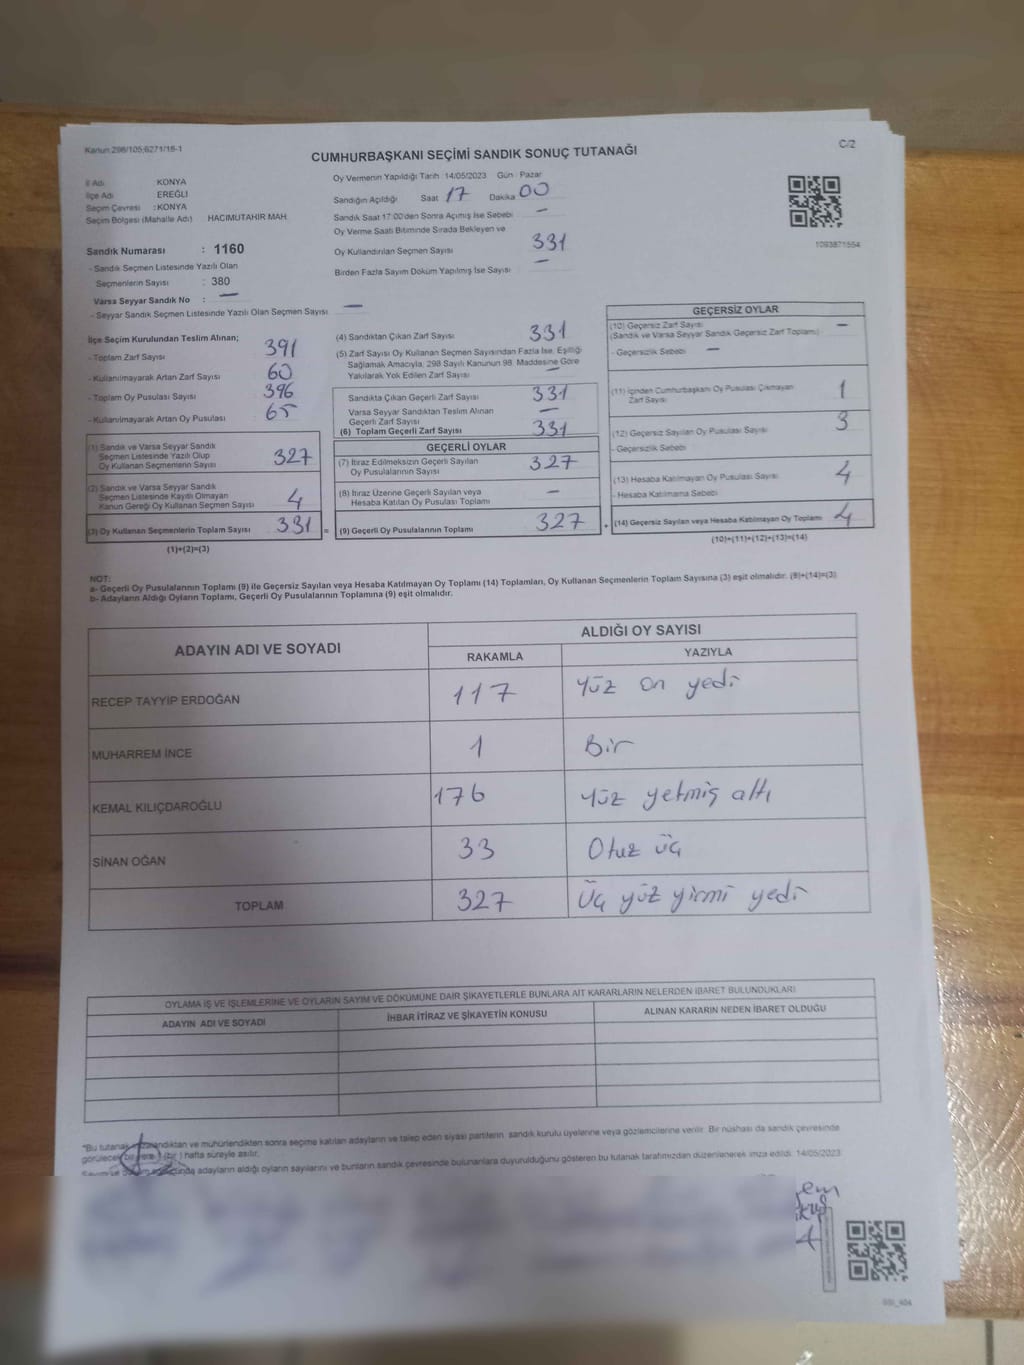 Kanun:298/105;6271/18-1
C/2
CUMHURBAŞKANI SEÇİMİ SANDIK SONUÇ TUTANAĞI
İl Adı KONYA
İlçe Adı EREĞLİ
Seçim Çevresi :KONYA
Seçim Bölgesi (Mahalle Adı) HACIMUTAHİR MAH.
Sandık Numarası : 1160
- Sandık Seçmen Listesinde Yazılı Olan
Seçmenlerin Sayısı : 380
Varsa Seyyar Sandık No : —
- Seyyar Sandık Seçmen Listesinde Yazılı Olan Seçmen Sayısı : —
Oy Vermenin Yapıldığı Tarih :14/05/2023 Gün : Pazar
Sandığın Açıldığı Saat 17 Dakika 00
Sandık Saat 17:00'den Sonra Açımış İse Sebebi —
Oy Verme Saati Bitiminde Sırada Bekleyen ve
Oy Kullandırılan Seçmen Sayısı 331
Birden Fazla Sayım Döküm Yapılmış İse Sayısı —
1093871554
İlçe Seçim Kurulundan Teslim Alınan;
- Toplam Zarf Sayısı 391
- Kullanılmayarak Artan Zarf Sayısı 60
- Toplam Oy Pusulası Sayısı 396
- Kullanılmayarak Artan Oy Pusulası 65
(1) Sandık ve Varsa Seyyar Sandık
Seçmen Listesinde Yazılı Olup
Oy Kullanan Seçmenlerin Sayısı 327
(2) Sandık ve Varsa Seyyar Sandık
Seçmen Listesinde Kayıtlı Olmayan
Kanun Gereği Oy Kullanan Seçmen Sayısı 4
(3) Oy Kullanan Seçmenlerin Toplam Sayısı 331 =
(1)+(2)=(3)
(4) Sandıktan Çıkan Zarf Sayısı 331
(5) Zarf Sayısı Oy Kullanan Seçmen Sayısından Fazla İse, Eşitliği
Sağlamak Amacıyla, 298 Sayılı Kanunun 98. Maddesine Göre
Yakılarak Yok Edilen Zarf Sayısı —
Sandıkta Çıkan Geçerli Zarf Sayısı 331
Varsa Seyyar Sandıktan Teslim Alınan
Geçerli Zarf Sayısı —
(6) Toplam Geçerli Zarf Sayısı 331
GEÇERLİ OYLAR
(7) İtiraz Edilmeksizin Geçerli Sayılan
Oy Pusulalarının Sayısı 327
(8) İtiraz Üzerine Geçerli Sayılan veya
Hesaba Katılan Oy Pusulası Toplamı —
(9) Geçerli Oy Pusulalarının Toplamı 327 +
GEÇERSİZ OYLAR
(10) Geçersiz Zarf Sayısı —
(Sandık ve Varsa Seyyar Sandık Geçersiz Zarf Toplamı)
- Geçersizlik Sebebi —
(11) İçinden Cumhurbaşkanı Oy Pusulası Çıkmayan
Zarf Sayısı 1
(12) Geçersiz Sayılan Oy Pusulası Sayısı 3
- Geçersizlik Sebebi
(13) Hesaba Katılmayan Oy Pusulası Sayısı 4
- Hesaba Katılmama Sebebi
(14) Geçersiz Sayılan veya Hesaba Katılmayan Oy Toplamı 4
(10)+(11)+(12)+(13)=(14)
NOT:
a- Geçerli Oy Pusulalarının Toplamı (9) ile Geçersiz Sayılan veya Hesaba Katılmayan Oy Toplamı (14) Toplamları, Oy Kullanan Seçmenlerin Toplam Sayısına (3) eşit olmalıdır. (9)+(14)=(3)
b- Adayların Aldığı Oyların Toplamı, Geçerli Oy Pusulalarının Toplamına (9) eşit olmalıdır.
ADAYIN ADI VE SOYADI ALDIĞI OY SAYISI
RAKAMLA YAZIYLA
RECEP TAYYİP ERDOĞAN 117 Yüz on yedi
MUHARREM İNCE 1 Bir
KEMAL KILIÇDAROĞLU 176 Yüz yetmiş altı
SİNAN OĞAN 33 Otuz üç
TOPLAM 327 Üç yüz yirmi yedi
OYLAMA İŞ VE İŞLEMLERİNE VE OYLARIN SAYIM VE DÖKÜMÜNE DAİR ŞİKAYETLERLE BUNLARA AİT KARARLARIN NELERDEN İBARET BULUNDUKLARI
ADAYIN ADI VE SOYADI İHBAR İTİRAZ VE ŞİKAYETİN KONUSU ALINAN KARARIN NEDEN İBARET OLDUĞU
*Bu tutanak imzalandıktan ve mühürlendikten sonra seçime katılan adayların ve talep eden siyasi partilerin sandık kurulu üyelerine veya gözlemcilerine verilir. Bir nüshası da sandık çevresinde
görülecek bir yere 1 (bir) hafta süreyle asılır.
adayların aldığı oyların sayılarını ve bunların sandık çevresinde bulunanlara duyurulduğunu gösteren bu tutanak tarafımızdan düzenlenerek imza edildi. 14/05/2023